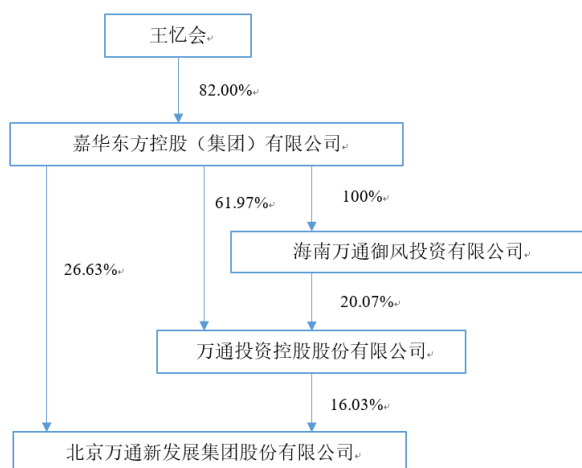 王忆会
82.00%
嘉华东方控股（集团）有限公司
61.97%
100%
海南万通御风投资有限公司
26.63%
20.07%
万通投资控股股份有限公司
16.03%
北京万通新发展集团股份有限公司